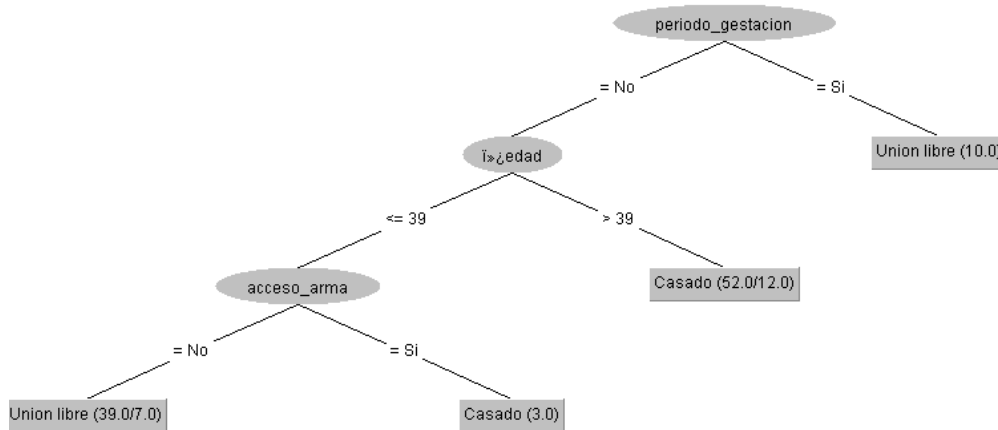 periodo_gestacion
= No
= Si
ï»¿edad
Union libre (10.0)
<= 39
> 39
acceso_arma
Casado (52.0/12.0)
= No
= Si
Union libre (39.0/7.0)
Casado (3.0)